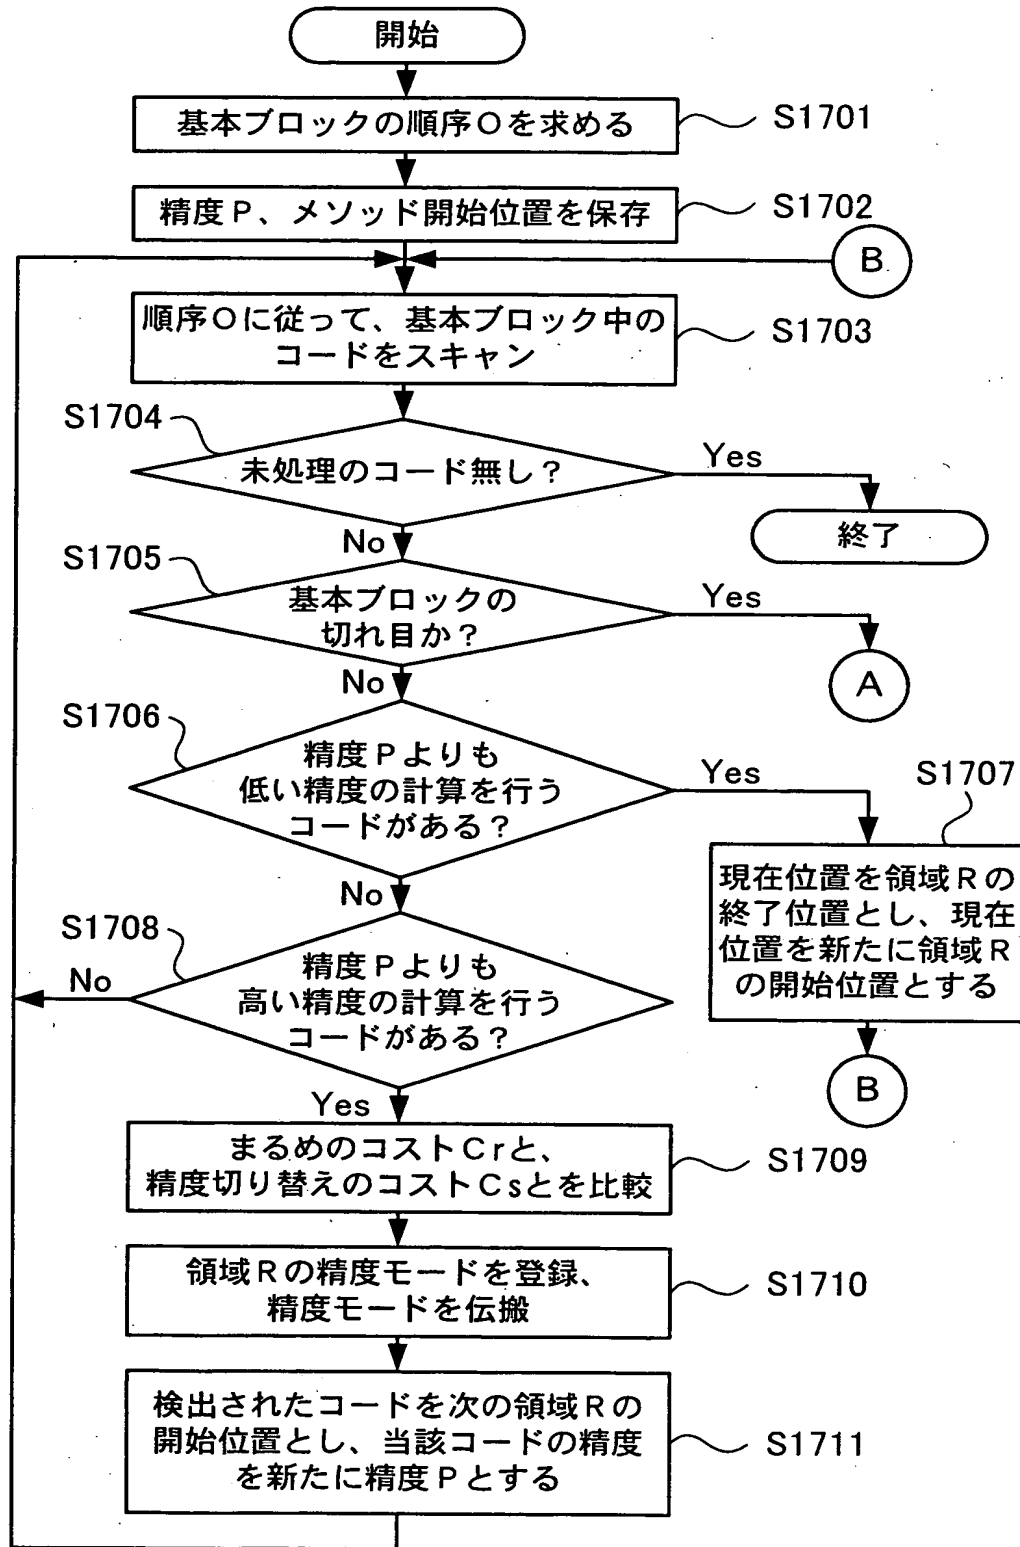 開始
基本ブロックの順序Oを求める
S1701
精度P、メソッド開始位置を保存
S1702
B
順序Oに従って、基本ブロック中の
コードをスキャン
S1703
S1704
未処理のコード無し?
Yes
終了
No
S1705
基本ブロックの
切れ目か?
Yes
A
No
S1706
精度Pよりも
低い精度の計算を行う
コードがある?
Yes
S1707
現在位置を領域Rの
終了位置とし、現在
位置を新たに領域R
の開始位置とする
B
No
S1708
精度Pよりも
高い精度の計算を行う
コードがある?
No
Yes
まるめのコストCrと、
精度切り替えのコストCsとを比較
S1709
領域Rの精度モードを登録、
精度モードを伝搬
S1710
検出されたコードを次の領域Rの
開始位置とし、当該コードの精度
を新たに精度Pとする
S1711